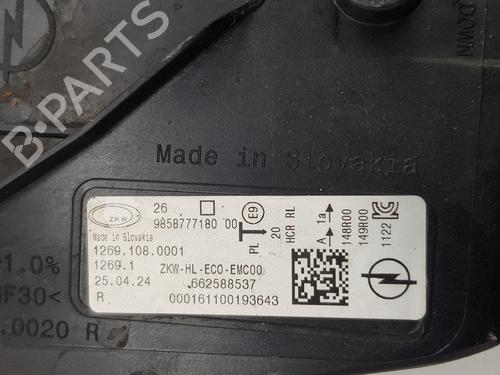 DOWN
Made in Slovakia
ZKW
26
9858777180 00
Made in Slovakia
1269.108.0001
1269.1
ZKW-HL-ECO-EMC00
25.04.24
662588537
R
000161100193643
E9
PL
20
HCR RL
A
1a
148R00
149R00
1122
1.0%
F30<
.0020 R
B-PARTS